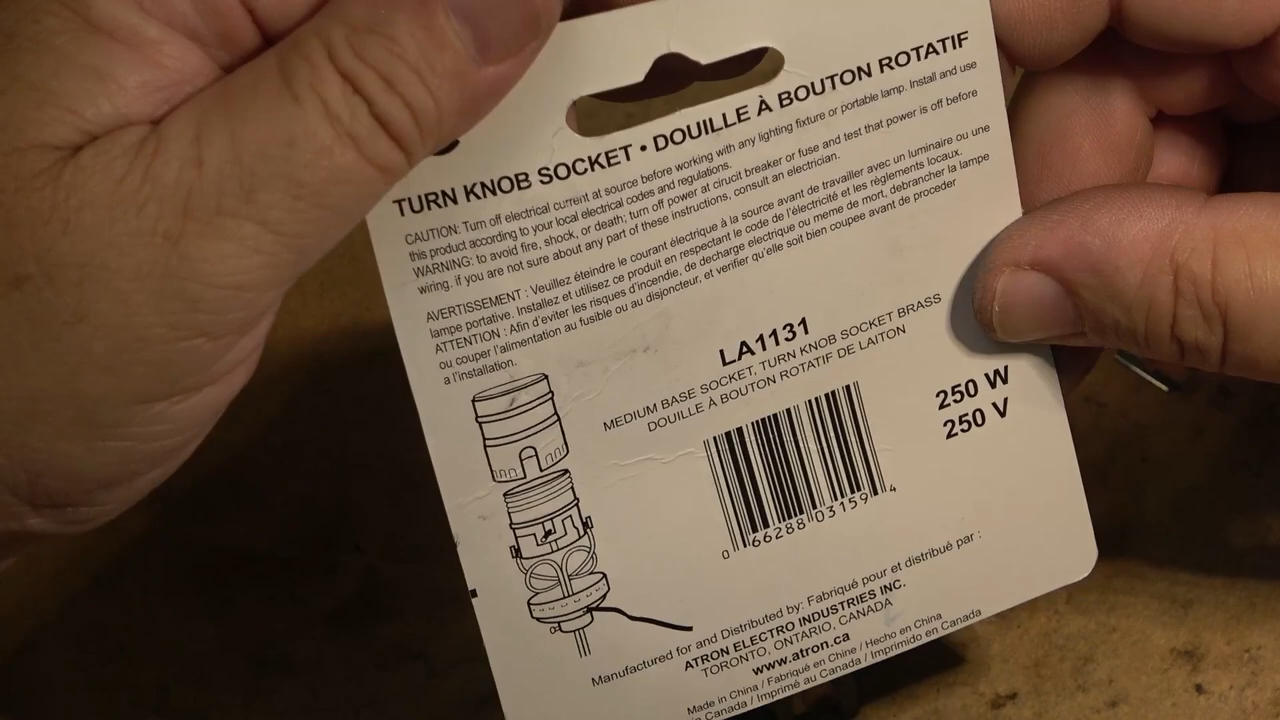 TURN KNOB SOCKET • DOUILLE À BOUTON ROTATIF
CAUTION: Turn off electrical current at source before working with any lighting fixture or portable lamp. Install and use
this product according to your local electrical codes and regulations.
WARNING: to avoid fire, shock, or death; turn off power at cirucit breaker or fuse and test that power is off before
wiring. if you are not sure about any part of these instructions, consult an electrician.
AVERTISSEMENT : Veuillez éteindre le courant électrique à la source avant de travailler avec un luminaire ou une
lampe portative. Installez et utilisez ce produit en respectant le code de l'électricité et les règlements locaux.
ATTENTION : Afin d'eviter les risques d'incendie, de decharge electrique ou meme de mort, debrancher la lampe
ou couper l'alimentation au fusible ou au disjoncteur, et verifier qu'elle soit bien coupee avant de proceder
a l'installation.
LA1131
MEDIUM BASE SOCKET, TURN KNOB SOCKET BRASS
DOUILLE À BOUTON ROTATIF DE LAITON
250 W
250 V
0 66288 03159 4
Manufactured for and Distributed by: Fabriqué pour et distribué par :
ATRON ELECTRO INDUSTRIES INC.
TORONTO, ONTARIO, CANADA
www.atron.ca
Made in China / Fabriqué en Chine / Hecho en China
in Canada / Imprimé au Canada / Imprimido en Canada